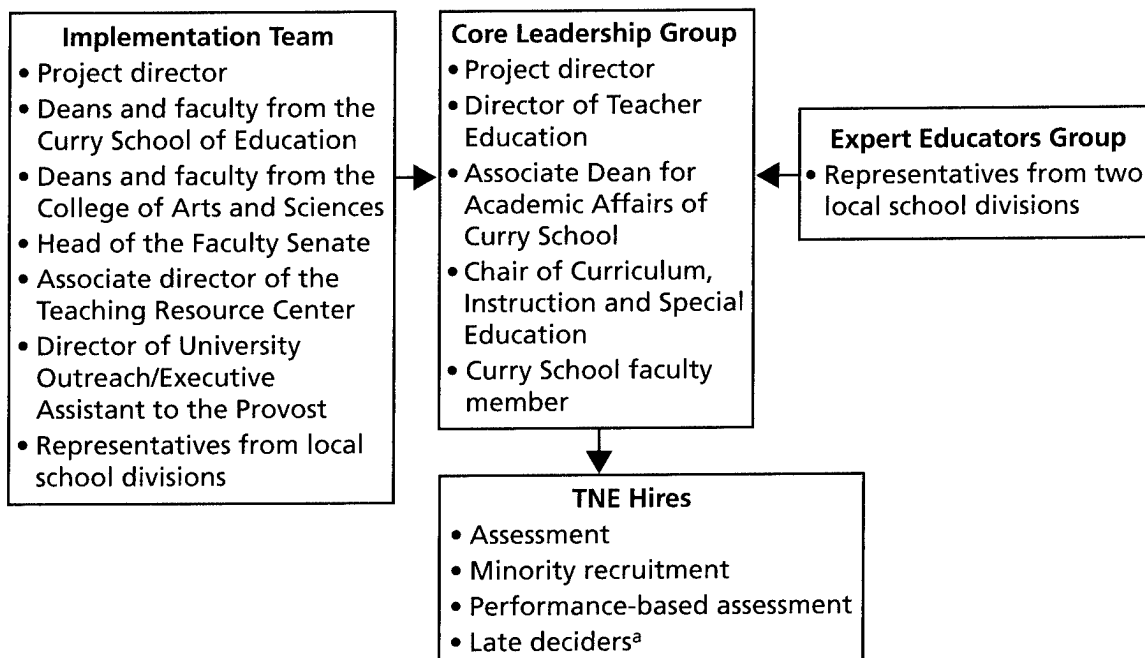 Implementation Team
• Project director
• Deans and faculty from the
Curry School of Education
• Deans and faculty from the
College of Arts and Sciences
• Head of the Faculty Senate
• Associate director of the
Teaching Resource Center
• Director of University
Outreach/Executive
Assistant to the Provost
• Representatives from local
school divisions
Core Leadership Group
• Project director
• Director of Teacher
Education
• Associate Dean for
Academic Affairs of
Curry School
• Chair of Curriculum,
Instruction and Special
Education
• Curry School faculty
member
Expert Educators Group
• Representatives from two
local school divisions
TNE Hires
• Assessment
• Minority recruitment
• Performance-based assessment
• Late decidersᵃ